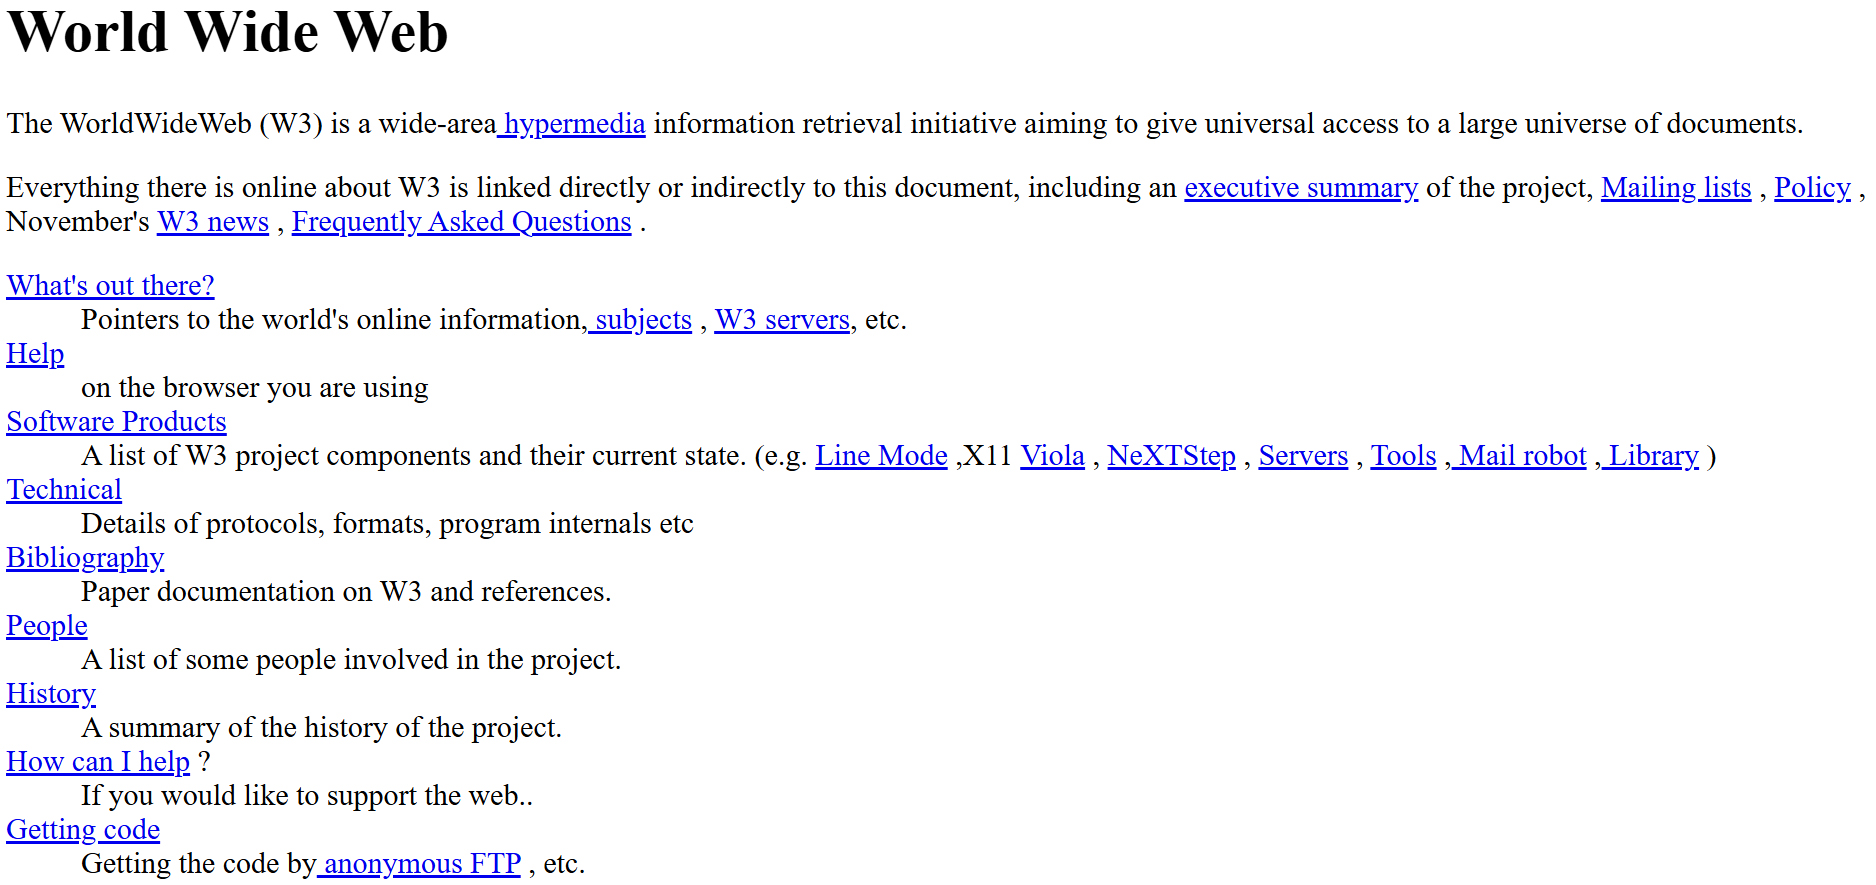 World Wide Web
The WorldWideWeb (W3) is a wide-area hypermedia information retrieval initiative aiming to give universal access to a large universe of documents.
Everything there is online about W3 is linked directly or indirectly to this document, including an executive summary of the project, Mailing lists , Policy ,
November's W3 news , Frequently Asked Questions .
What's out there?
Pointers to the world's online information, subjects , W3 servers, etc.
Help
on the browser you are using
Software Products
A list of W3 project components and their current state. (e.g. Line Mode ,X11 Viola , NeXTStep , Servers , Tools , Mail robot , Library )
Technical
Details of protocols, formats, program internals etc
Bibliography
Paper documentation on W3 and references.
People
A list of some people involved in the project.
History
A summary of the history of the project.
How can I help ?
If you would like to support the web..
Getting code
Getting the code by anonymous FTP , etc.